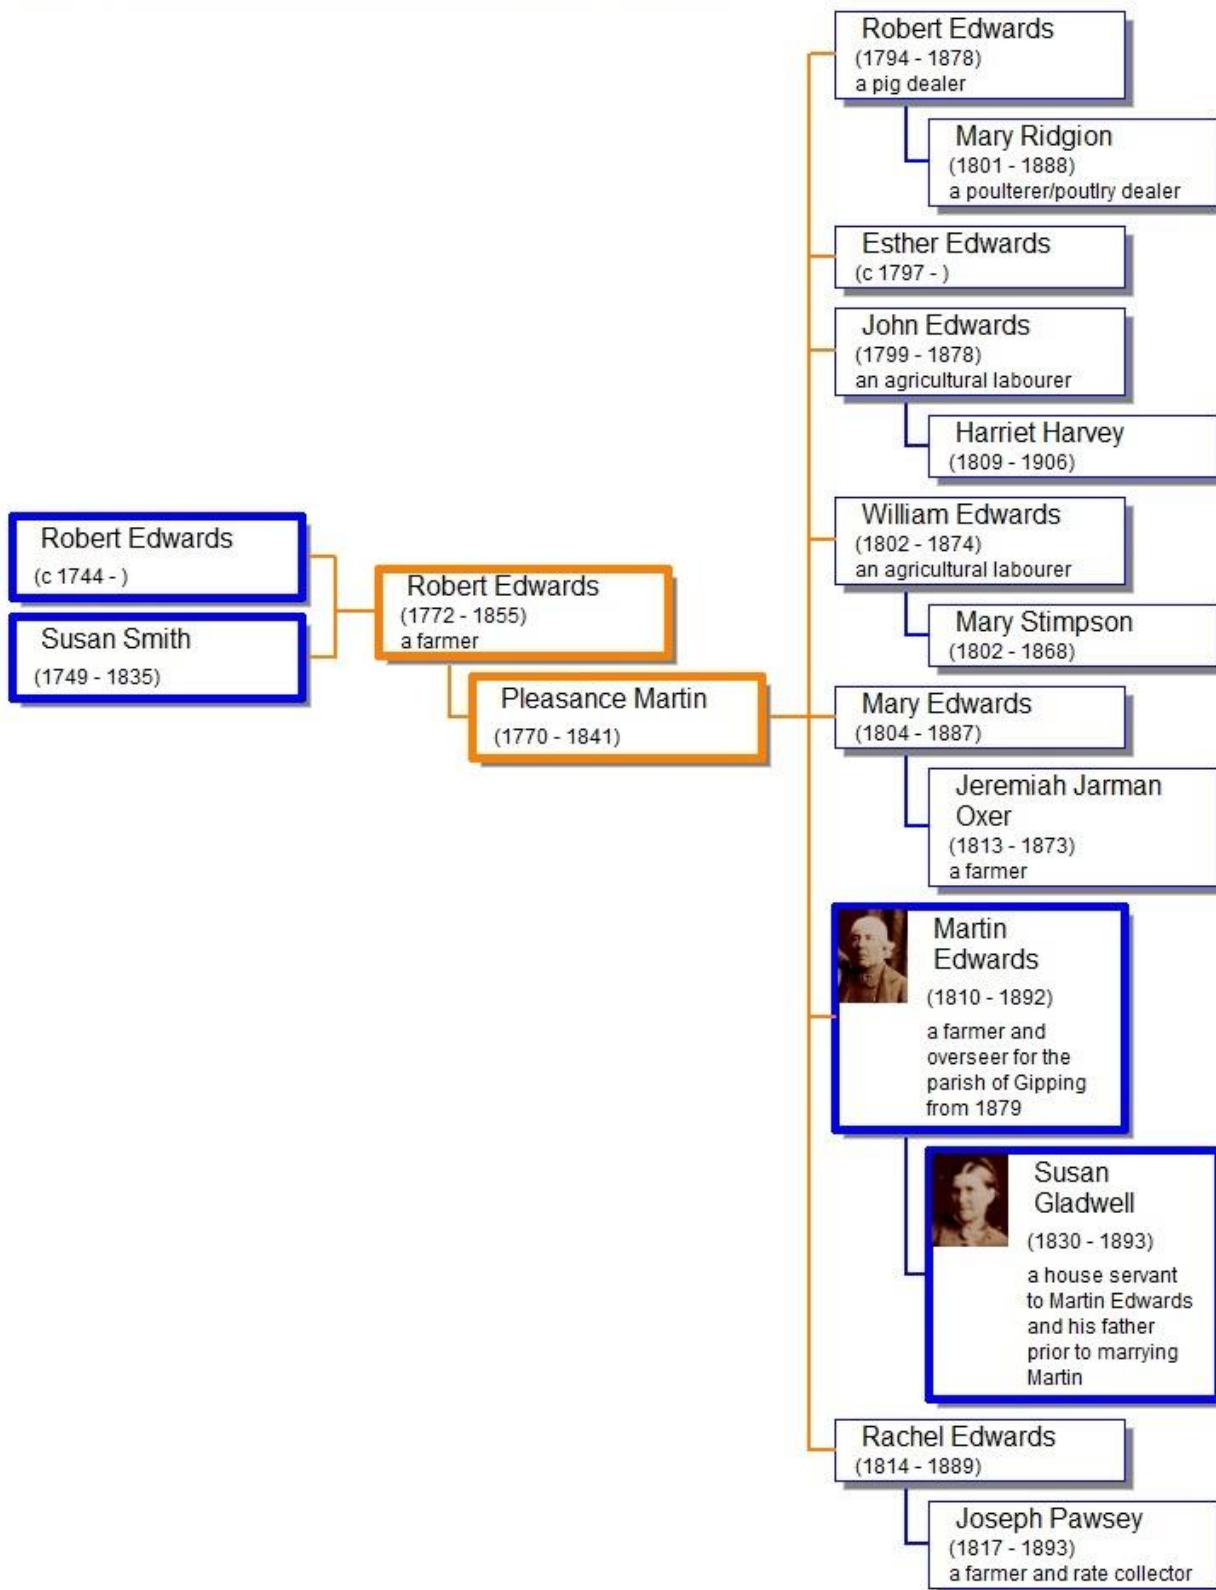 Robert Edwards
(1794 - 1878)
a pig dealer
Mary Ridgion
(1801 - 1888)
a poulterer/poutlry dealer
Esther Edwards
(c 1797 - )
John Edwards
(1799 - 1878)
an agricultural labourer
Harriet Harvey
(1809 - 1906)
William Edwards
(1802 - 1874)
an agricultural labourer
Mary Stimpson
(1802 - 1868)
Robert Edwards
(c 1744 - )
Susan Smith
(1749 - 1835)
Robert Edwards
(1772 - 1855)
a farmer
Pleasance Martin
(1770 - 1841)
Mary Edwards
(1804 - 1887)
Jeremiah Jarman
Oxer
(1813 - 1873)
a farmer
Martin
Edwards
(1810 - 1892)
a farmer and
overseer for the
parish of Gipping
from 1879
Susan
Gladwell
(1830 - 1893)
a house servant
to Martin Edwards
and his father
prior to marrying
Martin
Rachel Edwards
(1814 - 1889)
Joseph Pawsey
(1817 - 1893)
a farmer and rate collector